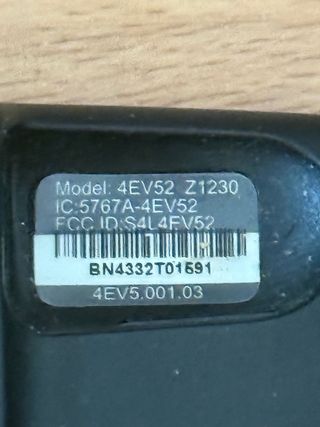 Model: 4EV52 Z1230
IC:5767A-4EV52
FCC ID:S4L4EV52
BN4332T01591
4EV5.001.03